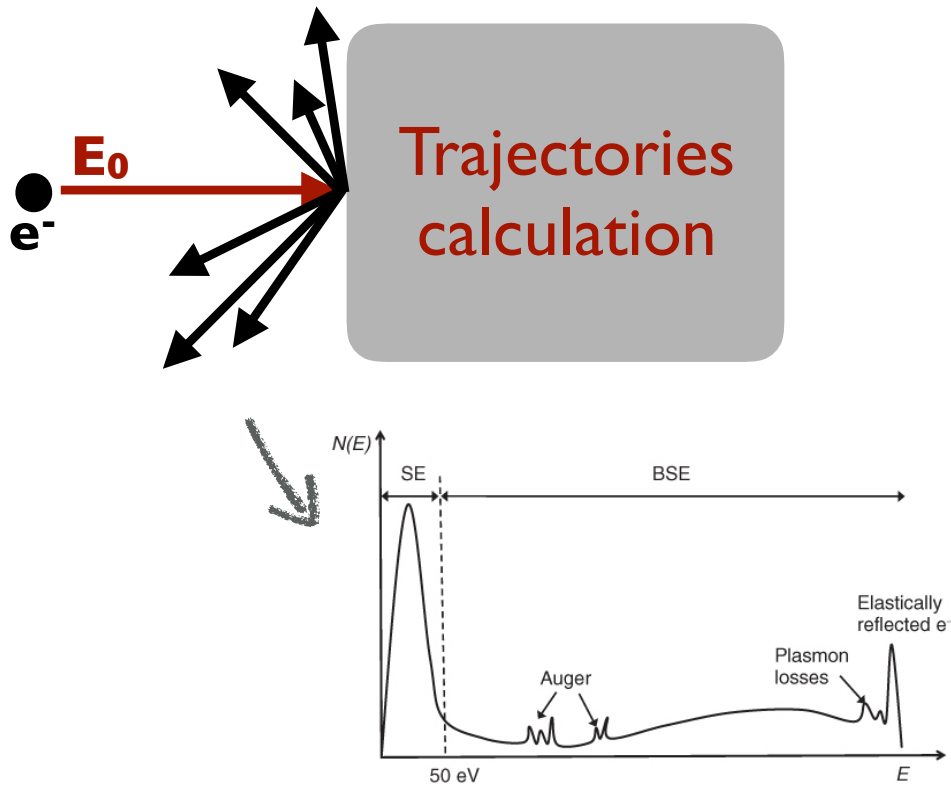 E₀
e⁻
Trajectories
calculation
N(E)
SE
BSE
Elastically
reflected e⁻
Plasmon
losses
Auger
50 eV
E